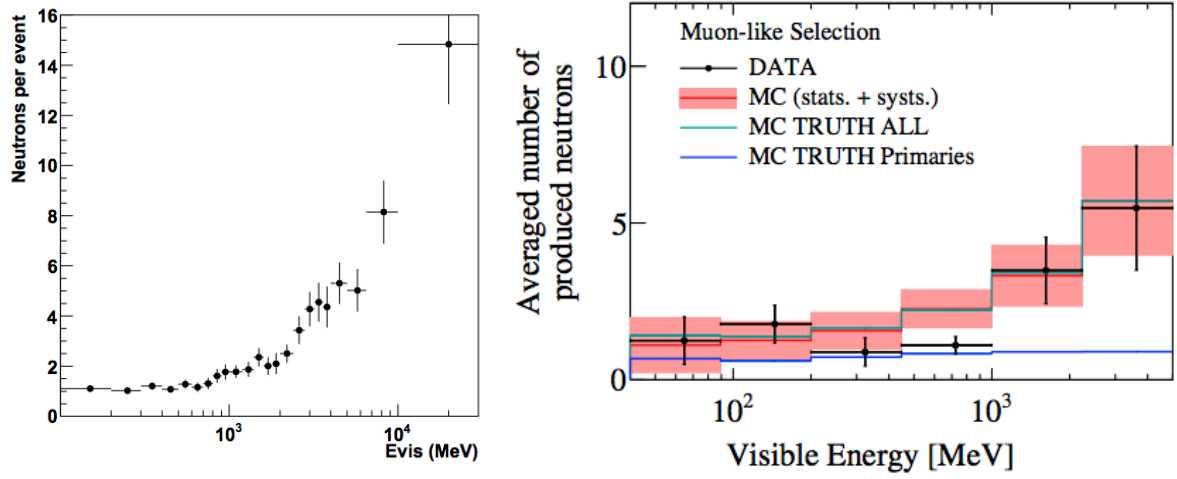 Neutrons per event
16
14
12
10
8
6
4
2
0
10³
10⁴
Evis (MeV)
Averaged number of
produced neutrons
10
5
0
Muon-like Selection
DATA
MC (stats. + systs.)
MC TRUTH ALL
MC TRUTH Primaries
10²
10³
Visible Energy [MeV]